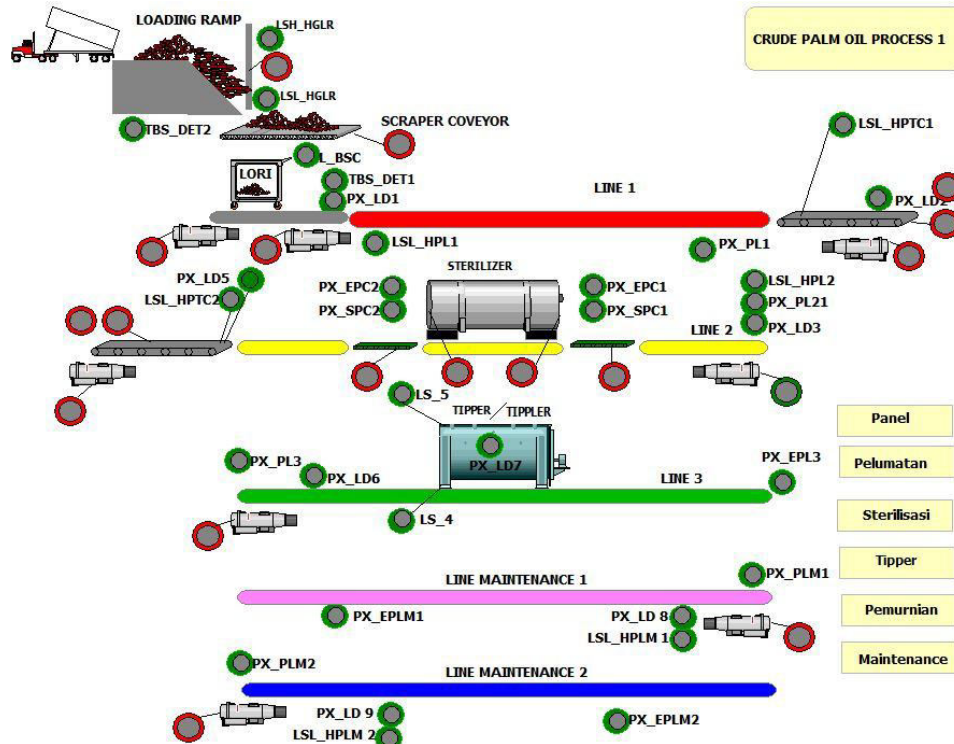 LOADING RAMP
LSH_HGLR
CRUDE PALM OIL PROCESS 1
LSL_HGLR
TBS_DET2
SCRAPER COVEYOR
LSL_HPTC1
L_BSC
LORI
TBS_DET1
PX_LD1
LINE 1
PX_LD2
LSL_HPL1
PX_PL1
STERILIZER
PX_LD5
LSL_HPTC2
PX_EPC2
PX_SPC2
PX_EPC1
PX_SPC1
LSL_HPL2
PX_PL21
PX_LD3
LINE 2
LS_5
TIPPER
TIPPLER
Panel
PX_PL3
PX_LD6
PX_LD7
LINE 3
PX_EPL3
Pelumatan
LS_4
Sterilisasi
Tipper
LINE MAINTENANCE 1
PX_PLM1
PX_EPLM1
PX_LD 8
LSL_HPLM 1
Pemurnian
PX_PLM2
LINE MAINTENANCE 2
Maintenance
PX_LD 9
LSL_HPLM 2
PX_EPLM2